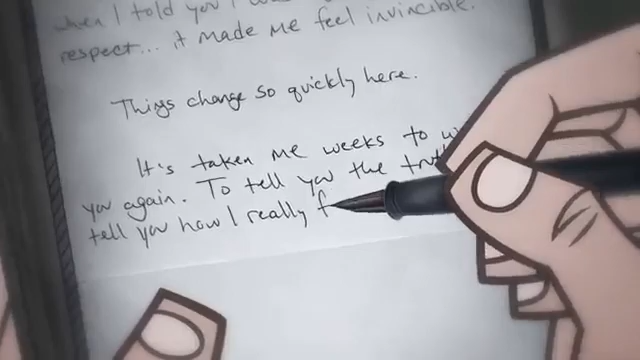 when I told you I
respect... it made me feel invincible.
Things change so quickly here.
It's taken me weeks to
you again. To tell you the
tell you how I really f